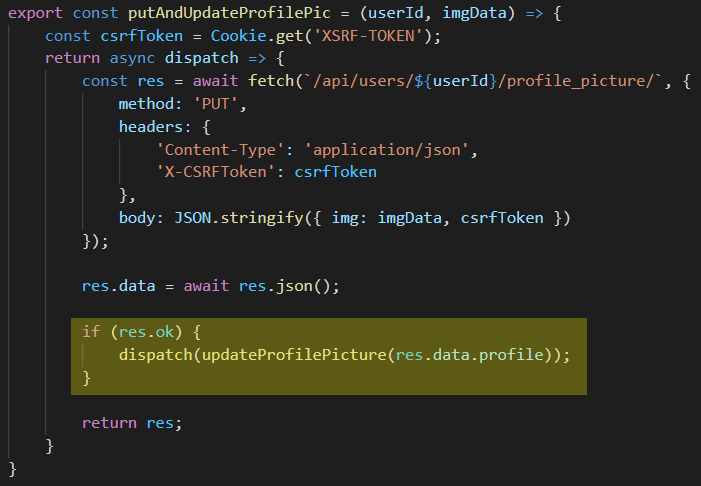 export const putAndUpdateProfilePic = (userId, imgData) => {
    const csrfToken = Cookie.get('XSRF-TOKEN');
    return async dispatch => {
        const res = await fetch(`/api/users/${userId}/profile_picture/`, {
            method: 'PUT',
            headers: {
                'Content-Type': 'application/json',
                'X-CSRFToken': csrfToken
            },
            body: JSON.stringify({ img: imgData, csrfToken })
        });

        res.data = await res.json();

        if (res.ok) {
            dispatch(updateProfilePicture(res.data.profile));
        }

        return res;
    }
}